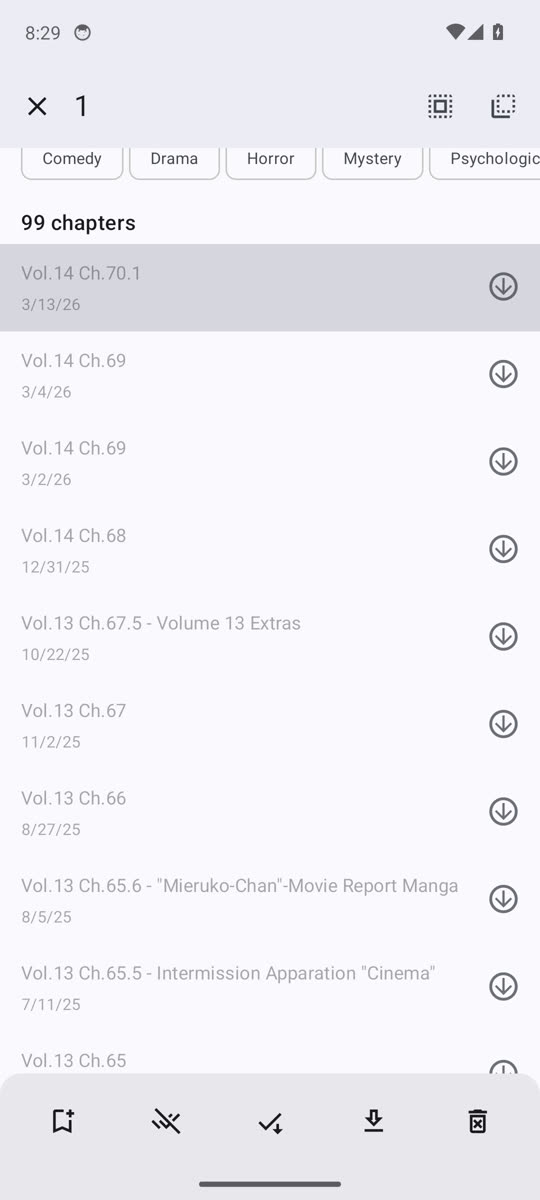 8:29
1
Comedy
Drama
Horror
Mystery
Psychologic
99 chapters
Vol.14 Ch.70.1
3/13/26
Vol.14 Ch.69
3/4/26
Vol.14 Ch.69
3/2/26
Vol.14 Ch.68
12/31/25
Vol.13 Ch.67.5 - Volume 13 Extras
10/22/25
Vol.13 Ch.67
11/2/25
Vol.13 Ch.66
8/27/25
Vol.13 Ch.65.6 - "Mieruko-Chan"-Movie Report Manga
8/5/25
Vol.13 Ch.65.5 - Intermission Apparation "Cinema"
7/11/25
Vol.13 Ch.65